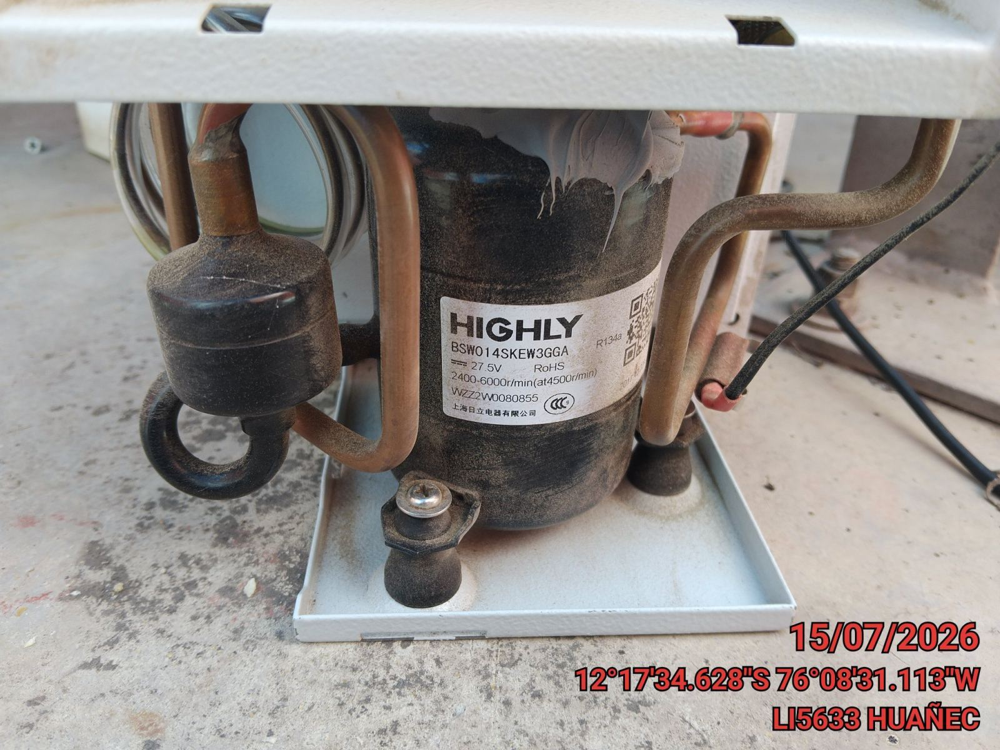 HIGHLY
BSW014SKEW3GGA
R134a
27.5V RoHS
2400-6000r/min(at4500r/min)
WZZ2W0080855
CCC S
上海日立电器有限公司
15/07/2026
12°17'34.628"S 76°08'31.113"W
LI5633 HUAÑEC